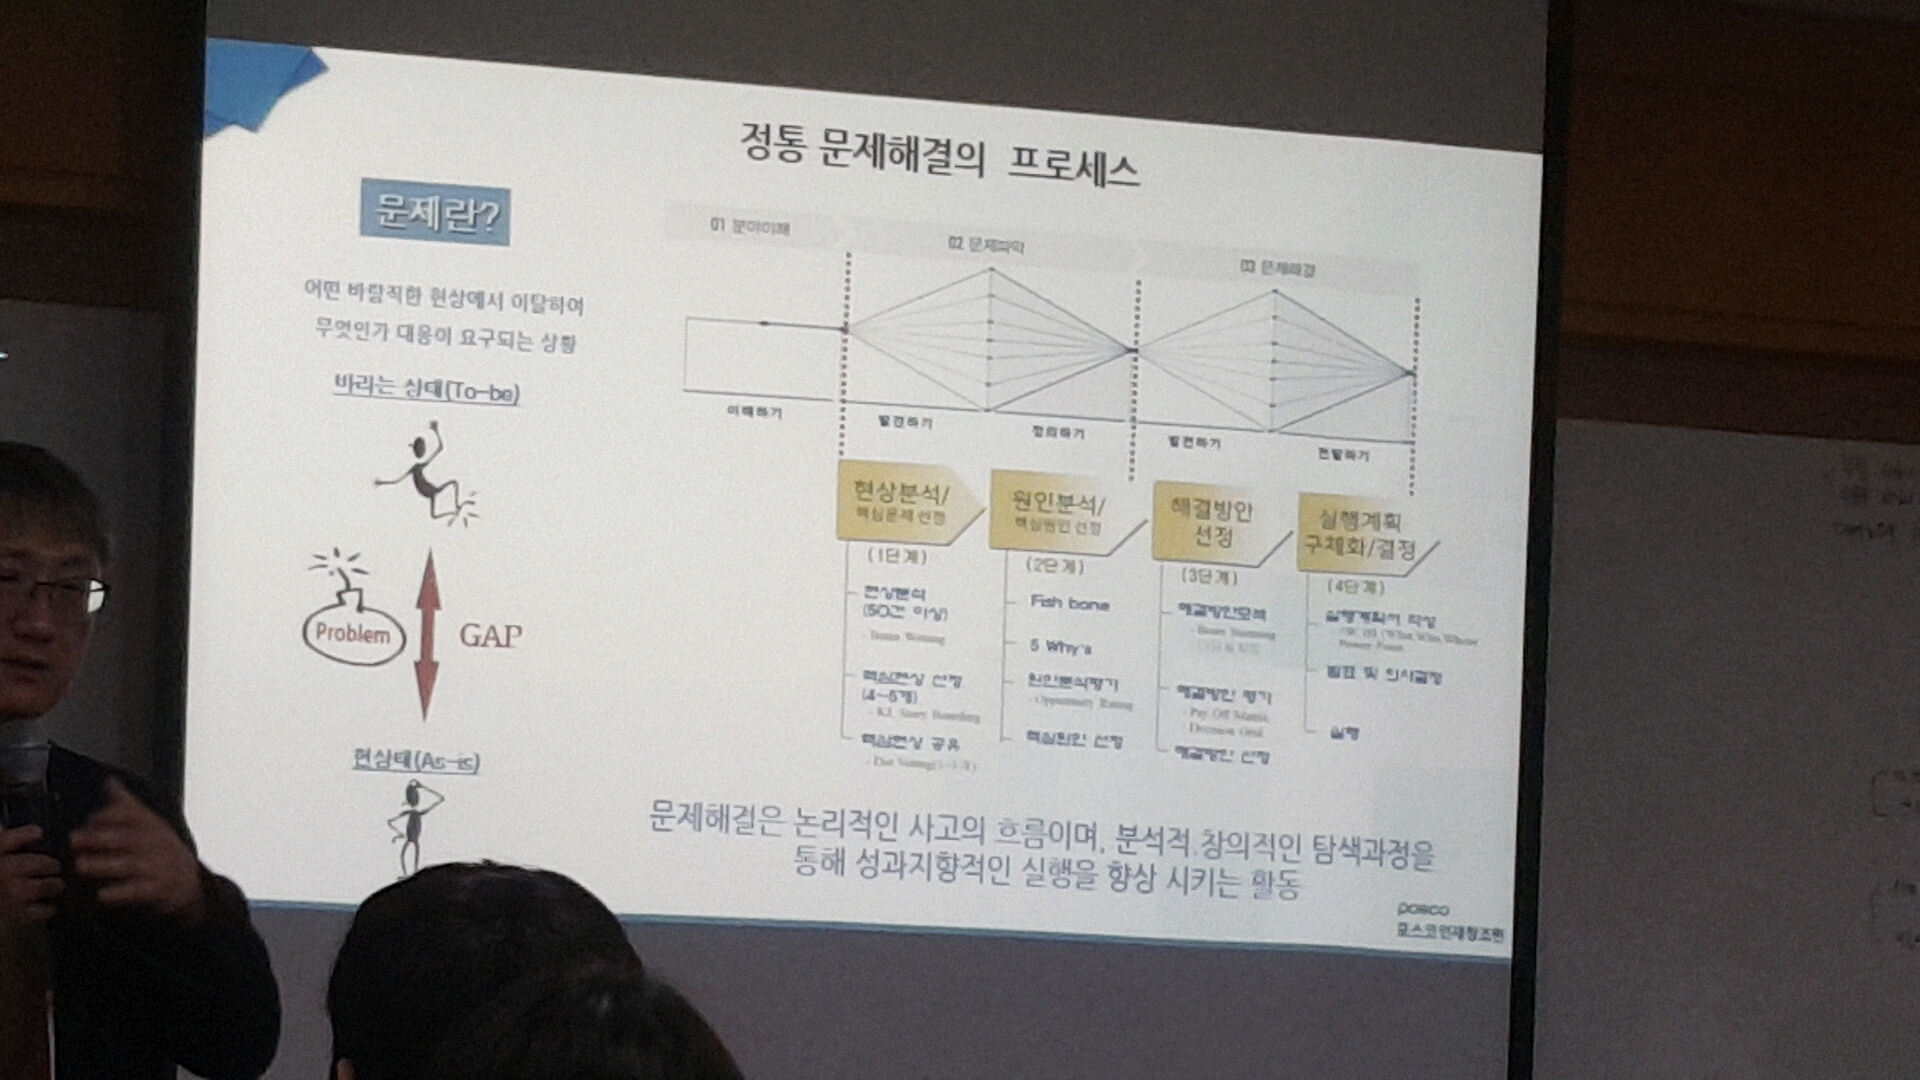 정통 문제해결의 프로세스
문제란?
어떤 바람직한 현상에서 이탈하여
무엇인가 대응이 요구되는 상황
바라는 상태(To-be)
Problem
GAP
현상태(As-is)
01 분야이해
02 문제파악
03 문제해결
이해하기
발견하기
정의하기
발전하기
전달하기
현상분석/
핵심문제 선정
(1단계)
현상분석
(50건 이상)
핵심현상 선정
(4~5개)
핵심현상 공유
원인분석/
핵심원인 선정
(2단계)
Fish bone
5 Why's
원인분석평가
- Opportunity Rating
핵심원인 선정
해결방안
선정
(3단계)
해결방안모색
해결방안 평가
- Pay Off Matrix
해결방안 선정
실행계획
구체화/결정
(4단계)
실행계획서 작성
발표 및 의사결정
실행
문제해결은 논리적인 사고의 흐름이며, 분석적.창의적인 탐색과정을
통해 성과지향적인 실행을 향상 시키는 활동
posco
포스코인재창조원